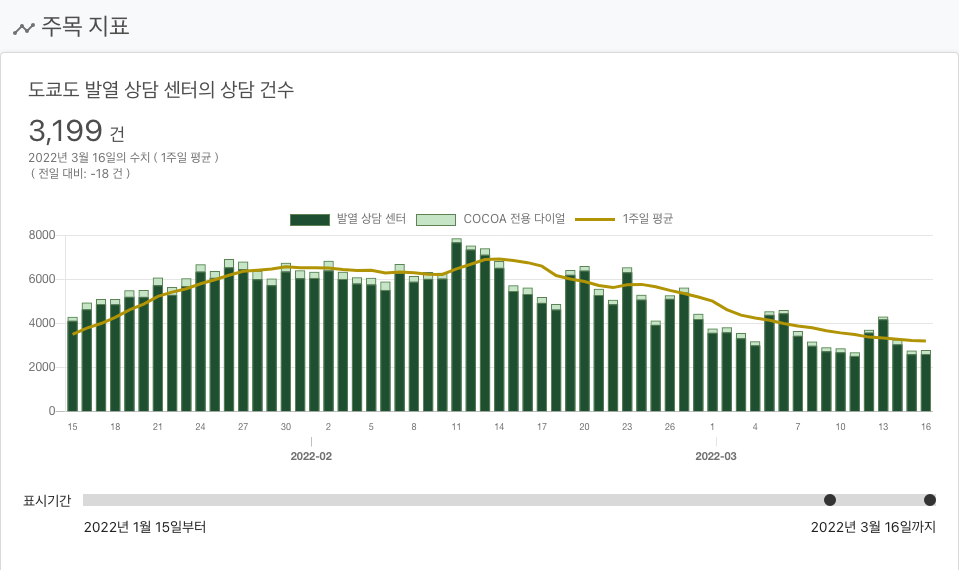 주목 지표
도쿄도 발열 상담 센터의 상담 건수
3,199 건
2022년 3월 16일의 수치 ( 1주일 평균 )
( 전일 대비: -18 건 )
발열 상담 센터 COCOA 전용 다이얼 1주일 평균
8000
6000
4000
2000
0
15 18 21 24 27 30 2 5 8 11 14 17 20 23 26 1 4 7 10 13 16
2022-02 2022-03
표시기간
2022년 1월 15일부터 2022년 3월 16일까지